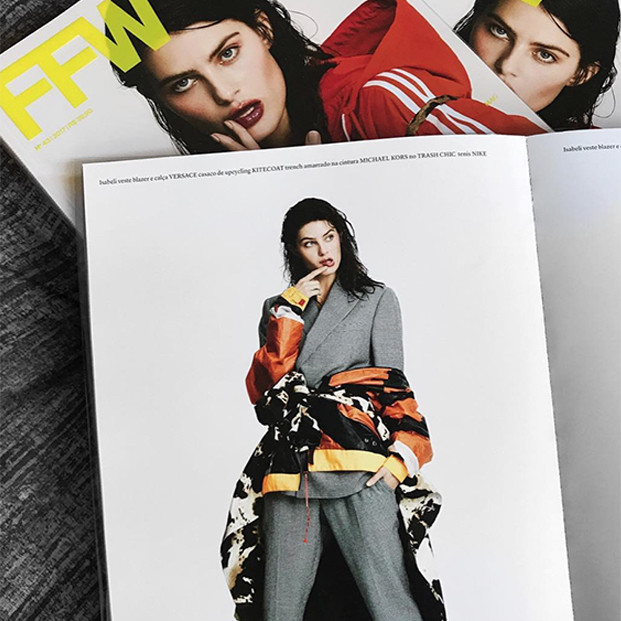 FFW
Isabeli veste blazer e calça VERSACE casaco de upcycling KITECOAT trench amarrado na cintura MICHAEL KORS no TRASH CHIC tenis NIKE
Isabeli veste blazer e